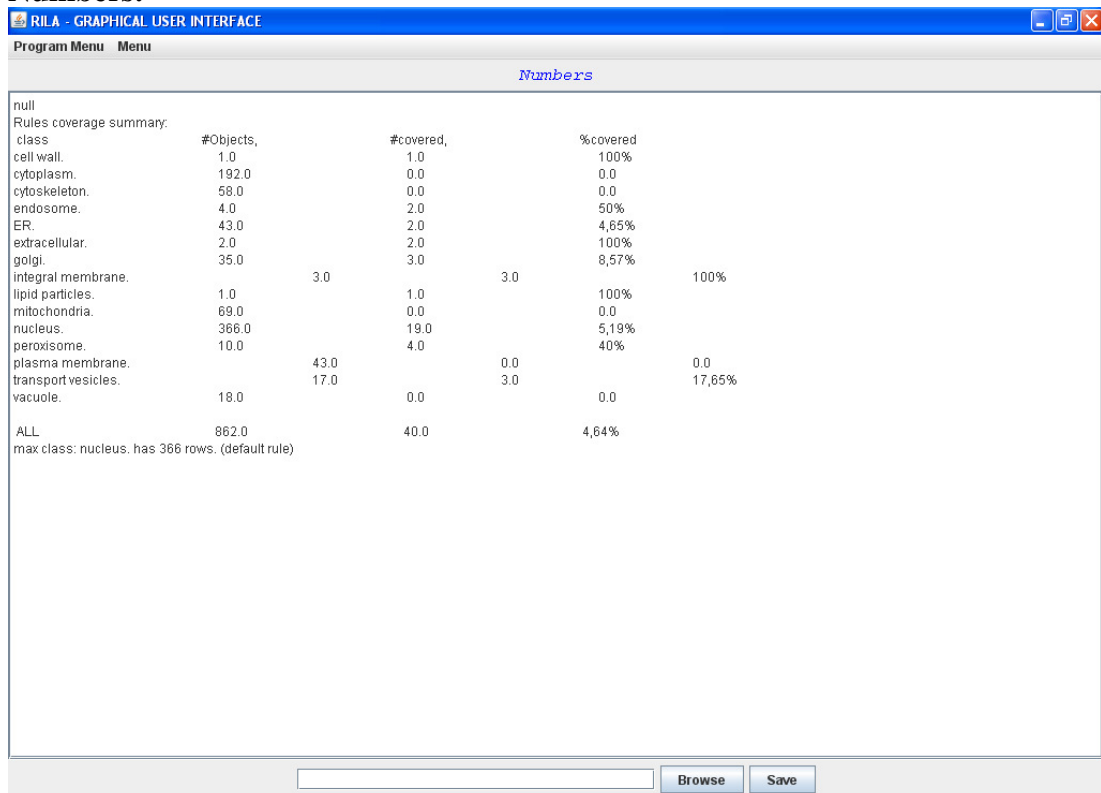 RILA - GRAPHICAL USER INTERFACE
Program Menu Menu
Numbers
null
Rules coverage summary:
class #Objects, #covered, %covered
cell wall. 1.0 1.0 100%
cytoplasm. 192.0 0.0 0.0
cytoskeleton. 58.0 0.0 0.0
endosome. 4.0 2.0 50%
ER. 43.0 2.0 4,65%
extracellular. 2.0 2.0 100%
golgi. 35.0 3.0 8,57%
integral membrane. 3.0 3.0 100%
lipid particles. 1.0 1.0 100%
mitochondria. 69.0 0.0 0.0
nucleus. 366.0 19.0 5,19%
peroxisome. 10.0 4.0 40%
plasma membrane. 43.0 0.0 0.0
transport vesicles. 17.0 3.0 17,65%
vacuole. 18.0 0.0 0.0
ALL 862.0 40.0 4,64%
max class: nucleus. has 366 rows. (default rule)
Browse Save